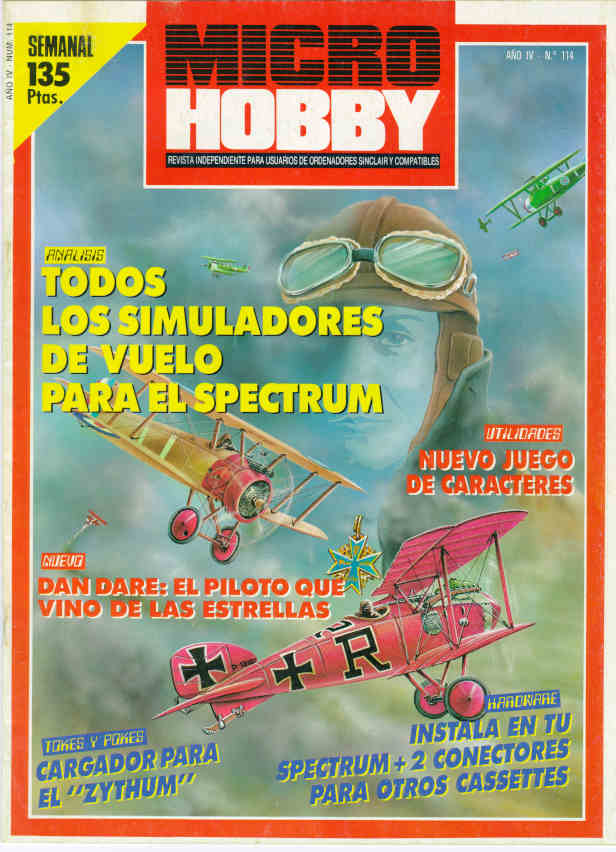 AÑO IV - NUM. 114
SEMANAL
135
Ptas.
MICRO
HOBBY
AÑO IV - N.° 114
REVISTA INDEPENDIENTE PARA USUARIOS DE ORDENADORES SINCLAIR Y COMPATIBLES
ANALISIS
TODOS
LOS SIMULADORES
DE VUELO
PARA EL SPECTRUM
UTILIDADES
NUEVO JUEGO
DE CARACTERES
NUEVO
DAN DARE: EL PILOTO QUE
VINO DE LAS ESTRELLAS
R
TOKES Y POKES
CARGADOR PARA
EL "ZYTHUM"
HARDWARE
INSTALA EN TU
SPECTRUM + 2 CONECTORES
PARA OTROS CASSETTES